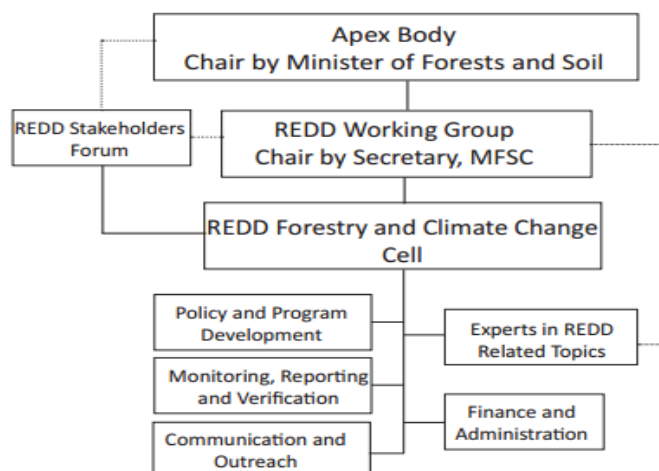 Apex Body
Chair by Minister of Forests and Soil
REDD Stakeholders
Forum
REDD Working Group
Chair by Secretary, MFSC
REDD Forestry and Climate Change
Cell
Policy and Program
Development
Experts in REDD
Related Topics
Monitoring, Reporting
and Verification
Finance and
Administration
Communication and
Outreach